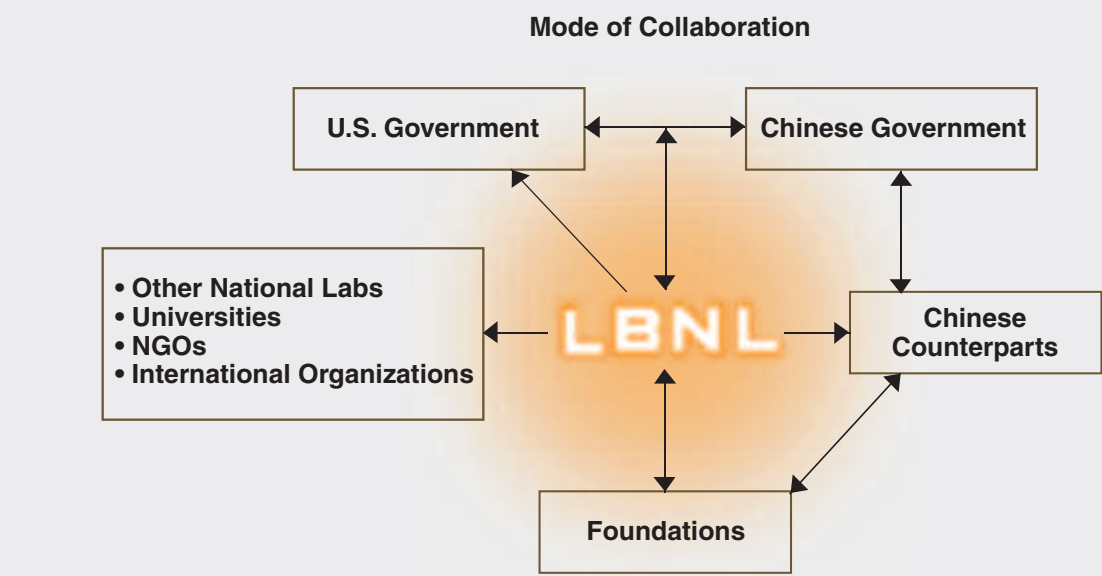 Mode of Collaboration
U.S. Government
Chinese Government
• Other National Labs
• Universities
• NGOs
• International Organizations
LBNL
Chinese
Counterparts
Foundations